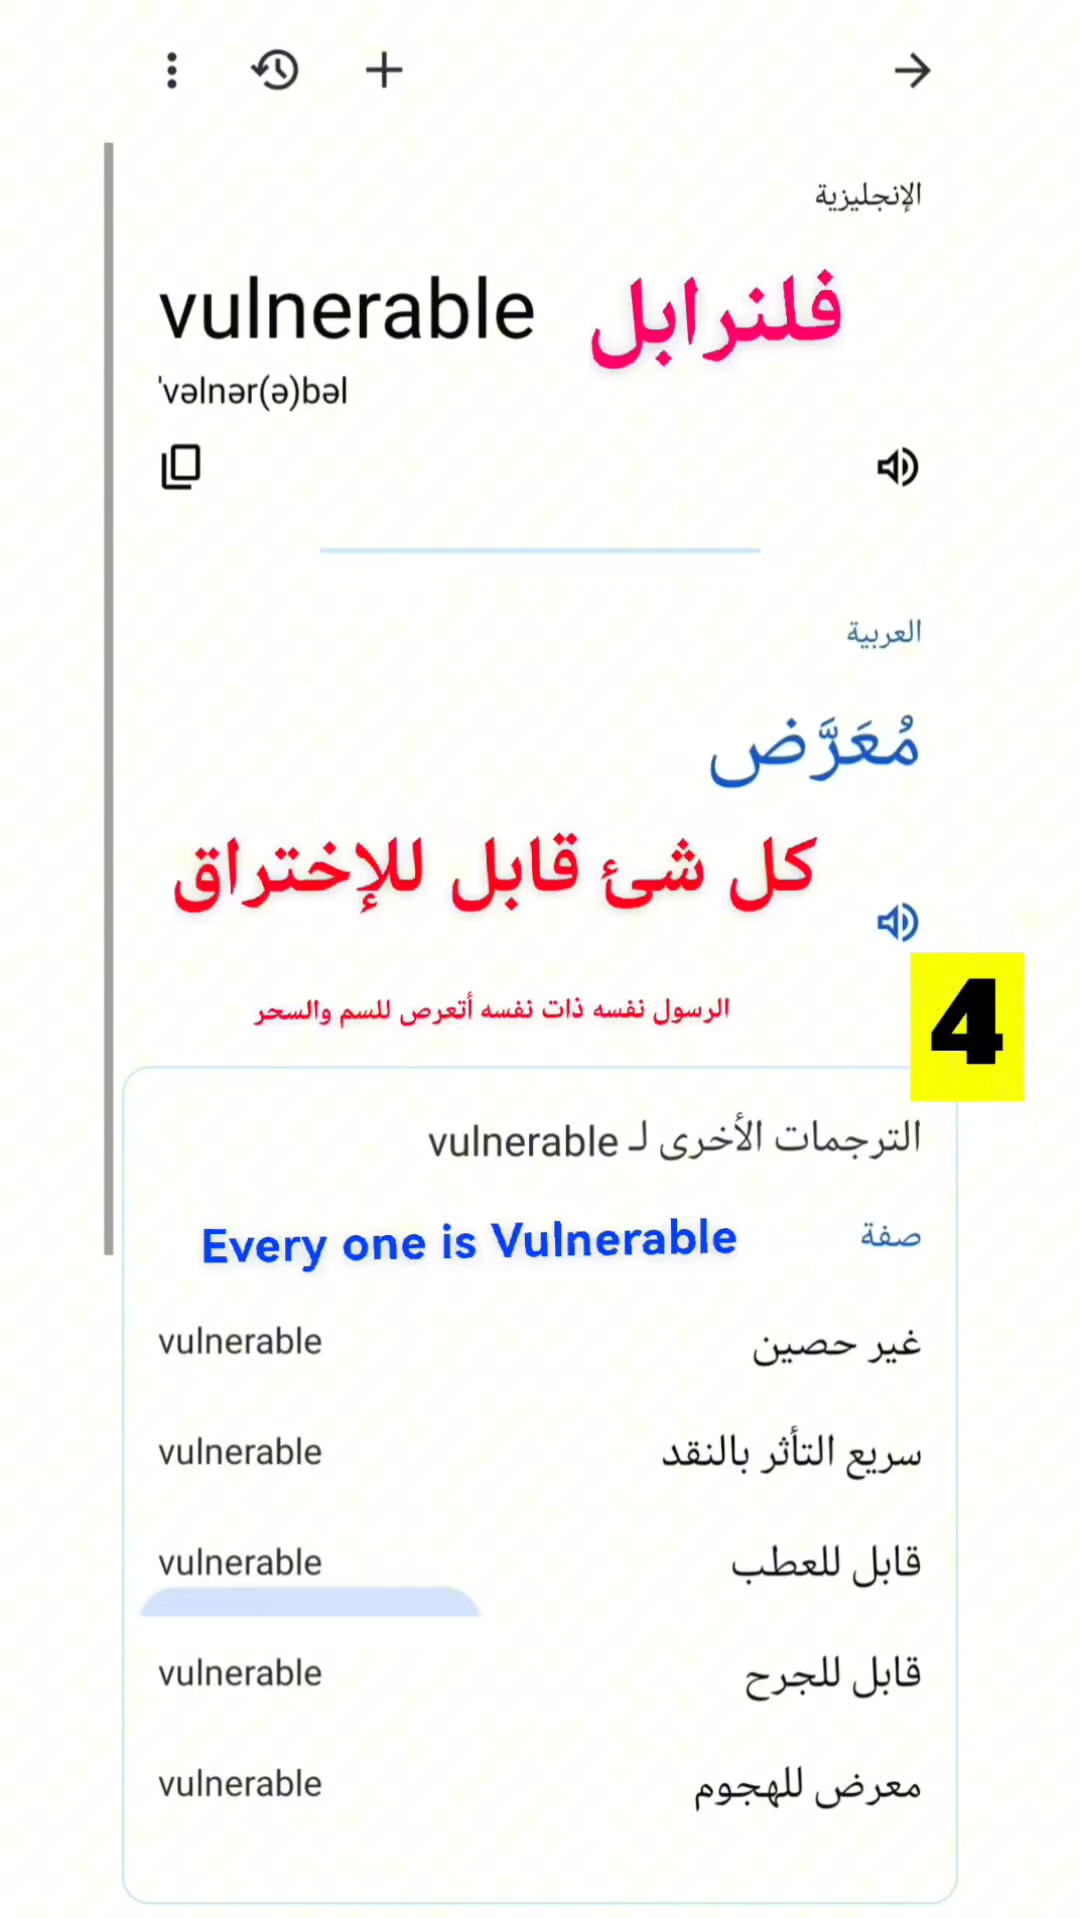 الإنجليزية
vulnerable فلنرابل
ˈvəlnər(ə)bəl
العربية
مُعَرَّض
كل شئ قابل للإختراق
الرسول نفسه ذات نفسه أتعرص للسم والسحر
4
الترجمات الأخرى لـ vulnerable
صفة
Every one is Vulnerable
غير حصين vulnerable
سريع التأثر بالنقد vulnerable
قابل للعطب vulnerable
قابل للجرح vulnerable
معرض للهجوم vulnerable